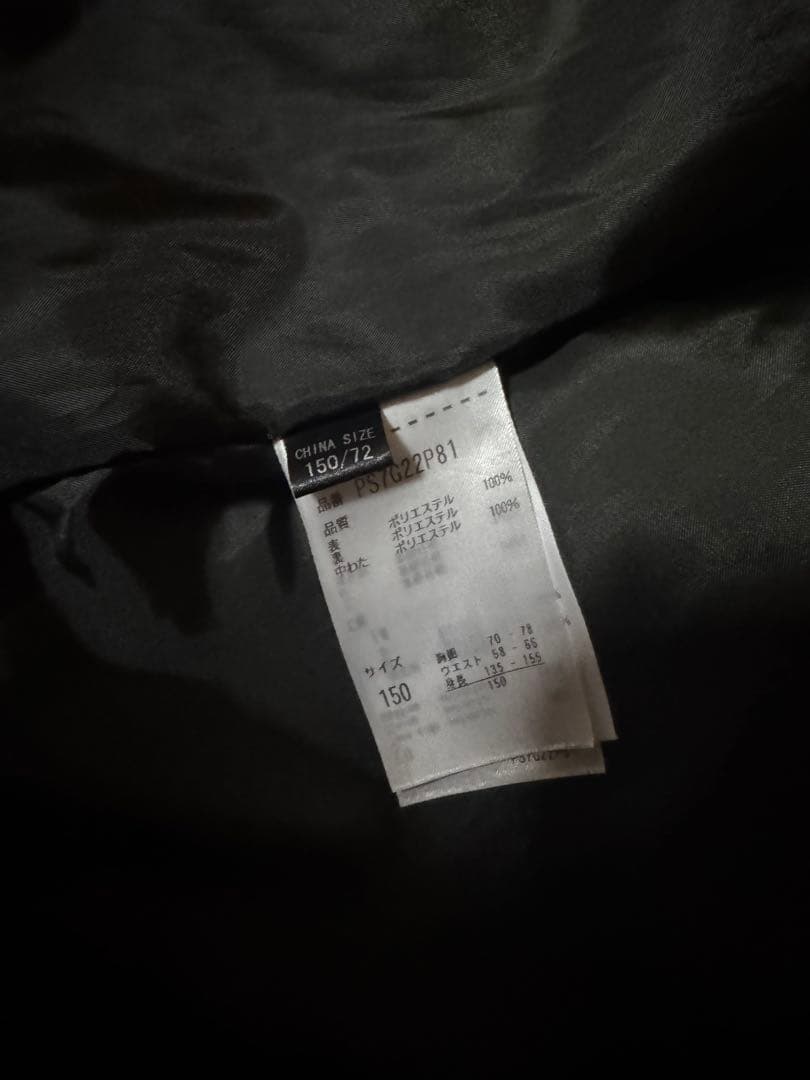 CHINA SIZE
150/72
品番 PS7G22P81
品質
表 ポリエステル 100%
裏 ポリエステル 100%
中わた ポリエステル
サイズ
150
胸囲 70 - 78
ウエスト 58 - 66
身長 135 - 155
150
%
PS7G22P8